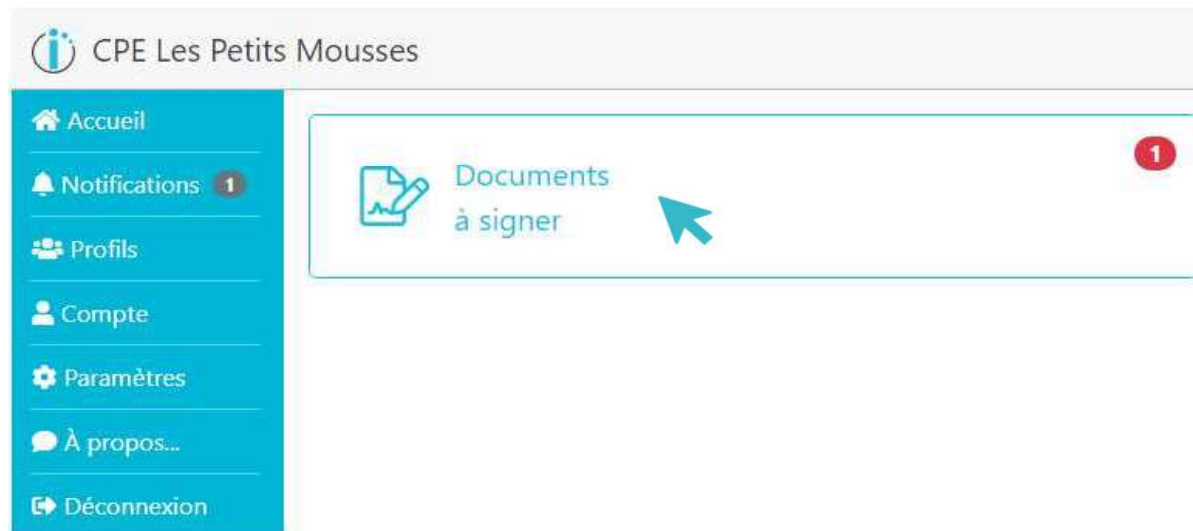 CPE Les Petits Mousses
Accueil
Notifications 1
Profils
Compte
Paramètres
À propos...
Déconnexion
Documents
à signer
1